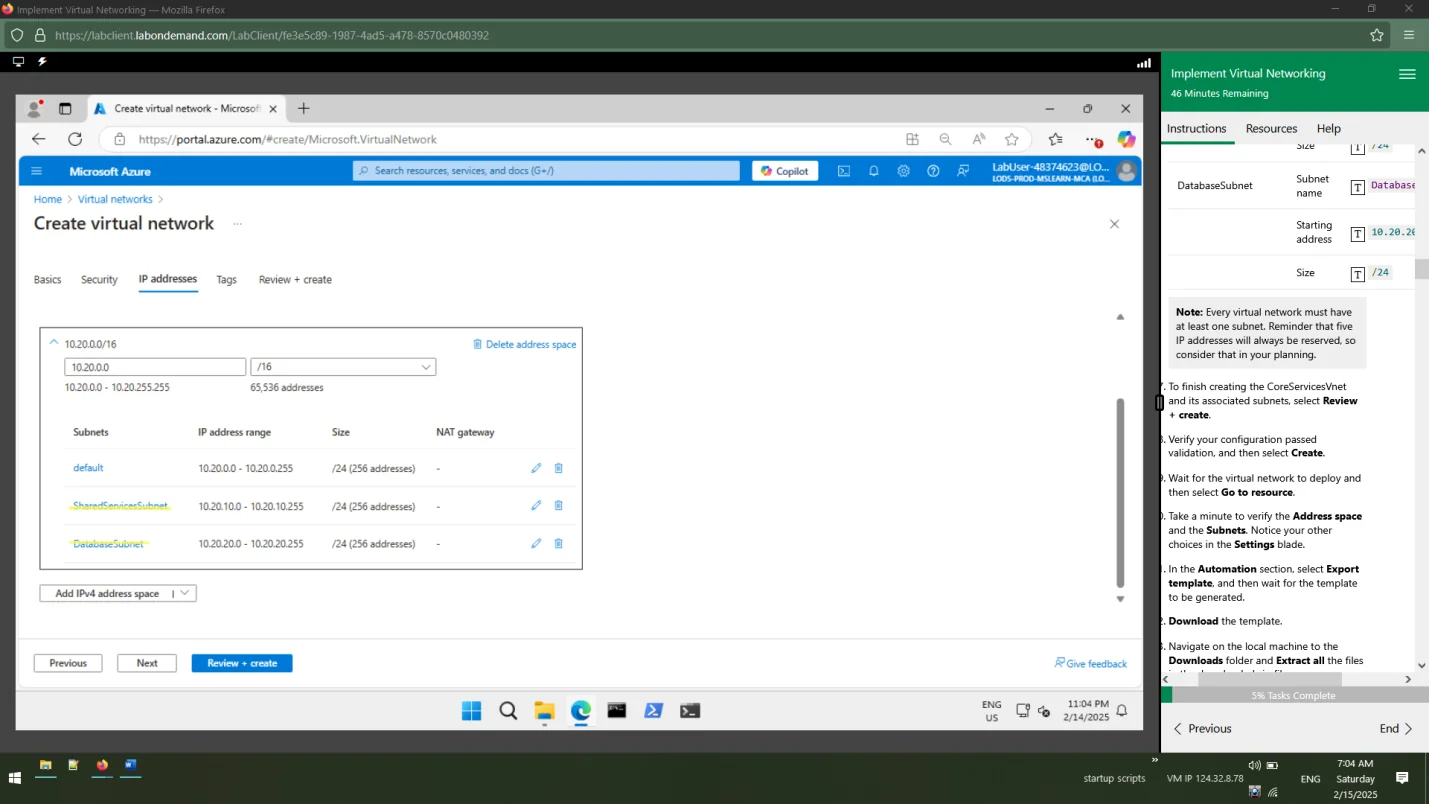 Implement Virtual Networking — Mozilla Firefox
https://labclient.labondemand.com/LabClient/fe3e5c89-1987-4ad5-a478-8570c0480392
Create virtual network - Microsof
https://portal.azure.com/#create/Microsoft.VirtualNetwork
Microsoft Azure
Search resources, services, and docs (G+/)
Copilot
LabUser-48374623@LO...
LODS-PROD-MSLEARN-MCA (LO...
Home > Virtual networks >
Create virtual network ...
Basics Security IP addresses Tags Review + create
10.20.0.0/16 Delete address space
10.20.0.0 /16
10.20.0.0 - 10.20.255.255 65,536 addresses
Subnets IP address range Size NAT gateway
default 10.20.0.0 - 10.20.0.255 /24 (256 addresses) -
SharedServicesSubnet 10.20.10.0 - 10.20.10.255 /24 (256 addresses) -
DatabaseSubnet 10.20.20.0 - 10.20.20.255 /24 (256 addresses) -
Add IPv4 address space |
Previous Next Review + create Give feedback
ENG
US
11:04 PM
2/14/2025
Implement Virtual Networking
46 Minutes Remaining
Instructions Resources Help
Size T /24
DatabaseSubnet Subnet name T Database
Starting address T 10.20.20
Size T /24
Note: Every virtual network must have
at least one subnet. Reminder that five
IP addresses will always be reserved, so
consider that in your planning.
To finish creating the CoreServicesVnet
and its associated subnets, select Review
+ create.
Verify your configuration passed
validation, and then select Create.
Wait for the virtual network to deploy and
then select Go to resource.
Take a minute to verify the Address space
and the Subnets. Notice your other
choices in the Settings blade.
In the Automation section, select Export
template, and then wait for the template
to be generated.
Download the template.
Navigate on the local machine to the
Downloads folder and Extract all the files
5% Tasks Complete
Previous End
startup scripts
VM IP 124.32.8.78
ENG
7:04 AM
Saturday
2/15/2025